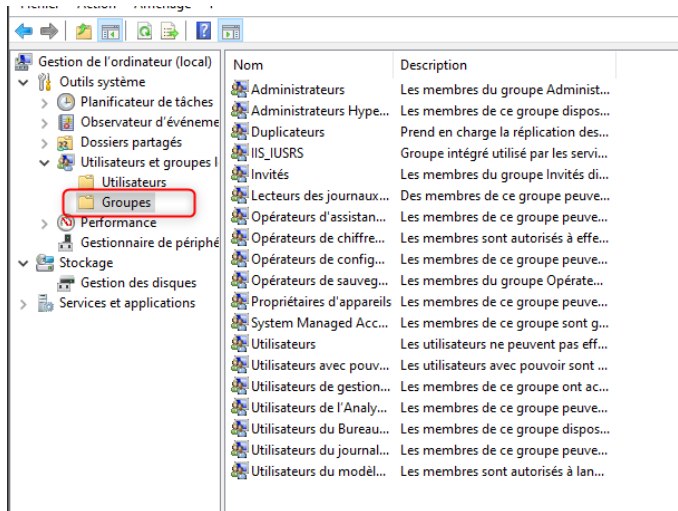 Fichier Action Affichage ?
Gestion de l'ordinateur (local)
Outils système
Planificateur de tâches
Observateur d'événeme
Dossiers partagés
Utilisateurs et groupes l
Utilisateurs
Groupes
Performance
Gestionnaire de périphé
Stockage
Gestion des disques
Services et applications
Nom Description
Administrateurs Les membres du groupe Administ...
Administrateurs Hype... Les membres de ce groupe dispos...
Duplicateurs Prend en charge la réplication des...
IIS_IUSRS Groupe intégré utilisé par les servi...
Invités Les membres du groupe Invités di...
Lecteurs des journaux... Des membres de ce groupe peuve...
Opérateurs d'assistan... Les membres de ce groupe peuve...
Opérateurs de chiffre... Les membres sont autorisés à effe...
Opérateurs de config... Les membres de ce groupe peuve...
Opérateurs de sauveg... Les membres du groupe Opérate...
Propriétaires d'appareils Les membres de ce groupe peuve...
System Managed Acc... Les membres de ce groupe sont g...
Utilisateurs Les utilisateurs ne peuvent pas eff...
Utilisateurs avec pouv... Les utilisateurs avec pouvoir sont ...
Utilisateurs de gestion... Les membres de ce groupe ont ac...
Utilisateurs de l'Analy... Les membres de ce groupe peuve...
Utilisateurs du Bureau... Les membres de ce groupe dispos...
Utilisateurs du journal... Les membres de ce groupe peuve...
Utilisateurs du modèl... Les membres sont autorisés à lan...